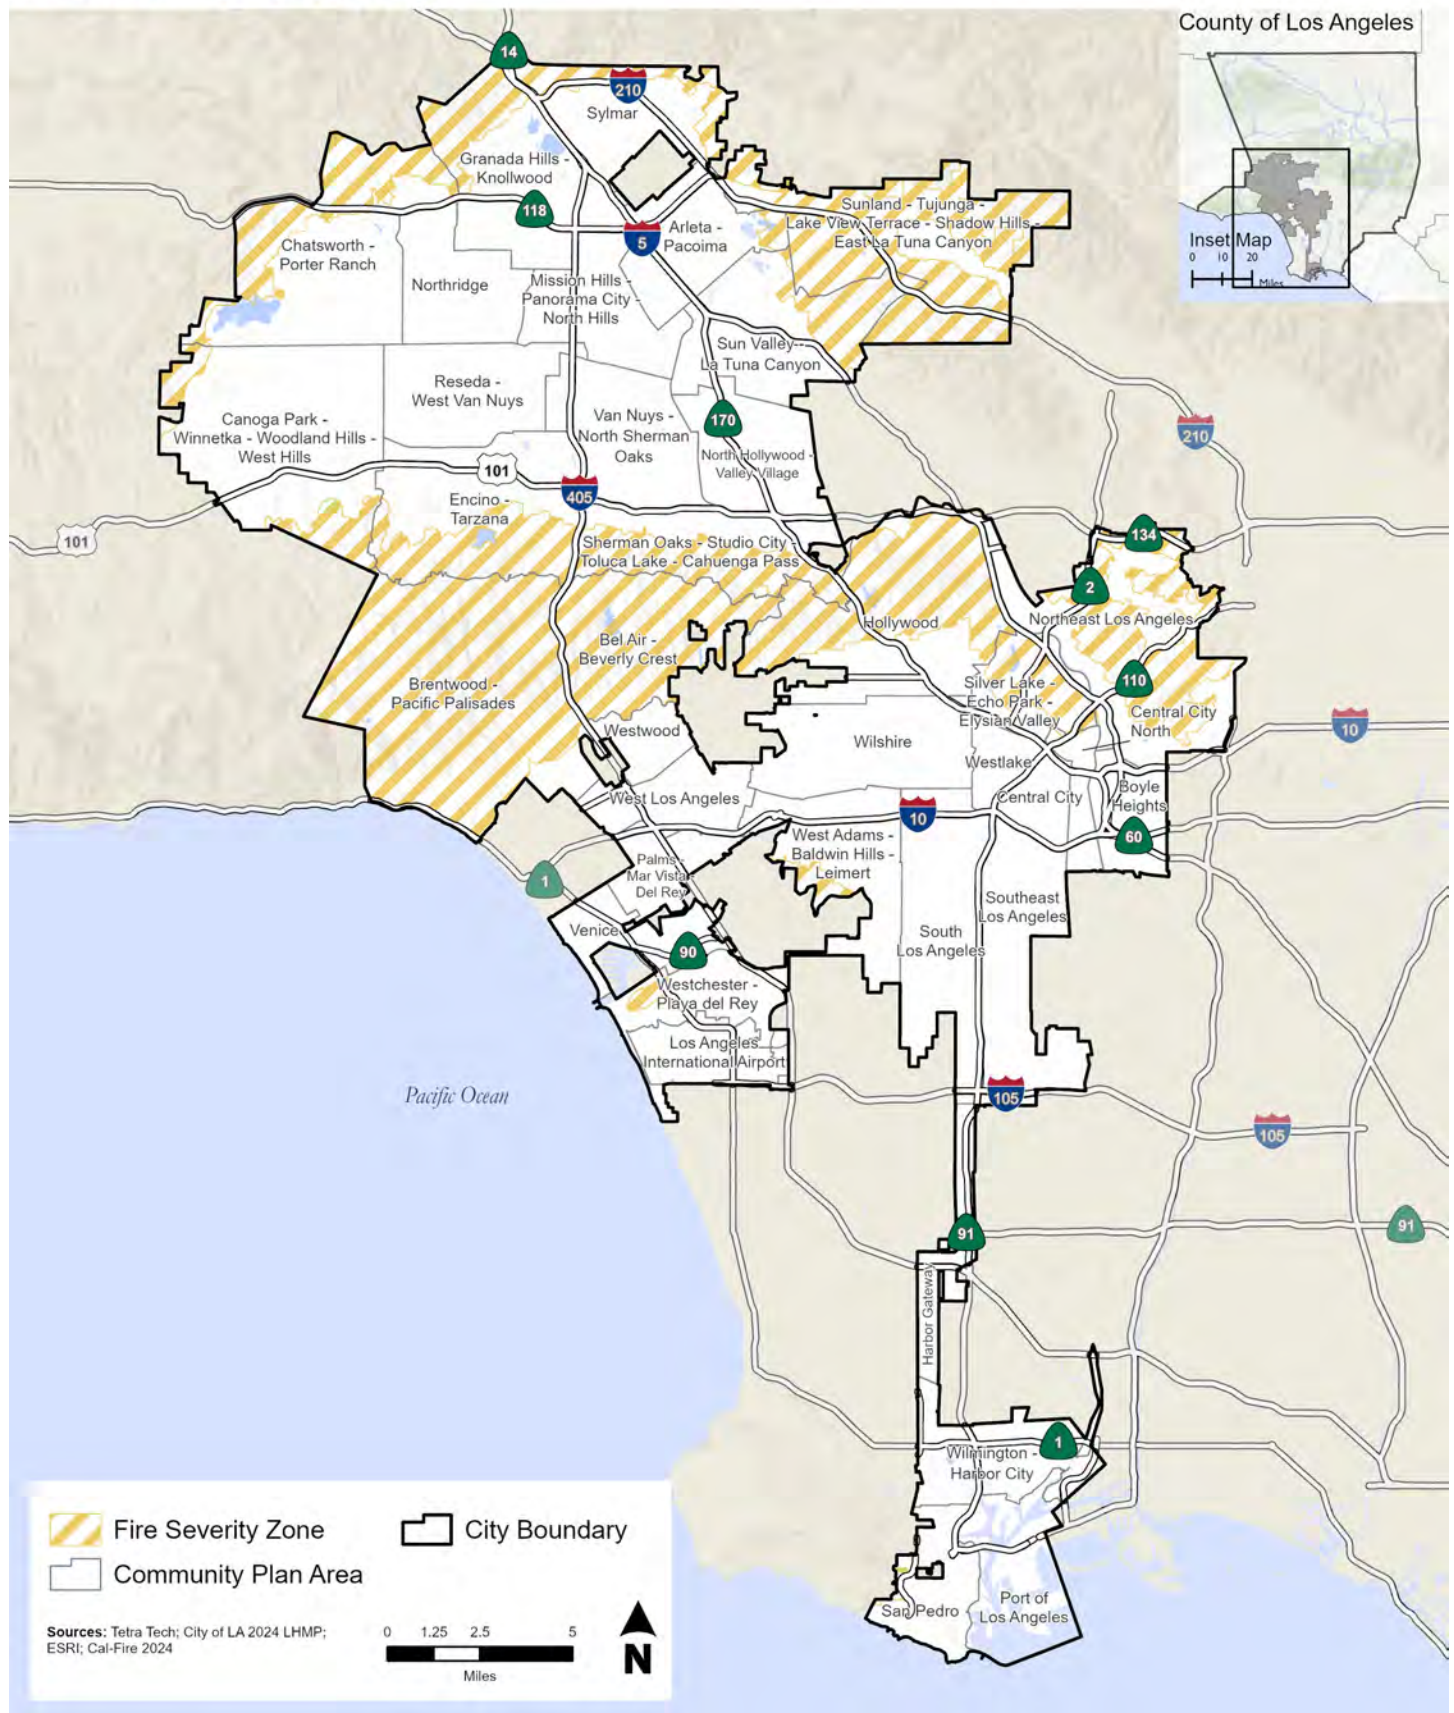 County of Los Angeles
Inset Map
0 10 20
Miles
14
210
Sylmar
Granada Hills -
Knollwood
118
5
Arleta -
Pacoima
Sunland - Tujunga -
Lake View Terrace - Shadow Hills -
East La Tuna Canyon
Chatsworth -
Porter Ranch
Northridge
Mission Hills -
Panorama City -
North Hills
Sun Valley -
La Tuna Canyon
Reseda -
West Van Nuys
Canoga Park -
Winnetka - Woodland Hills -
West Hills
Van Nuys -
North Sherman
Oaks
170
North Hollywood -
Valley Village
210
101
405
Encino -
Tarzana
101
Sherman Oaks - Studio City -
Toluca Lake - Cahuenga Pass
134
2
Hollywood
Northeast Los Angeles
Bel Air -
Beverly Crest
Brentwood -
Pacific Palisades
110
Silver Lake -
Echo Park -
Elysian Valley
Central City
North
10
Westwood
Wilshire
Westlake
West Los Angeles
Central City
Boyle
Heights
10
60
West Adams -
Baldwin Hills -
Leimert
1
Palms -
Mar Vista -
Del Rey
Southeast
Los Angeles
Venice
South
Los Angeles
90
Westchester -
Playa del Rey
Los Angeles
International Airport
Pacific Ocean
105
105
91
91
Harbor Gateway
1
Wilmington -
Harbor City
San Pedro
Port of
Los Angeles
Fire Severity Zone
City Boundary
Community Plan Area
Sources: Tetra Tech; City of LA 2024 LHMP;
ESRI; Cal-Fire 2024
0 1.25 2.5 5
Miles
N